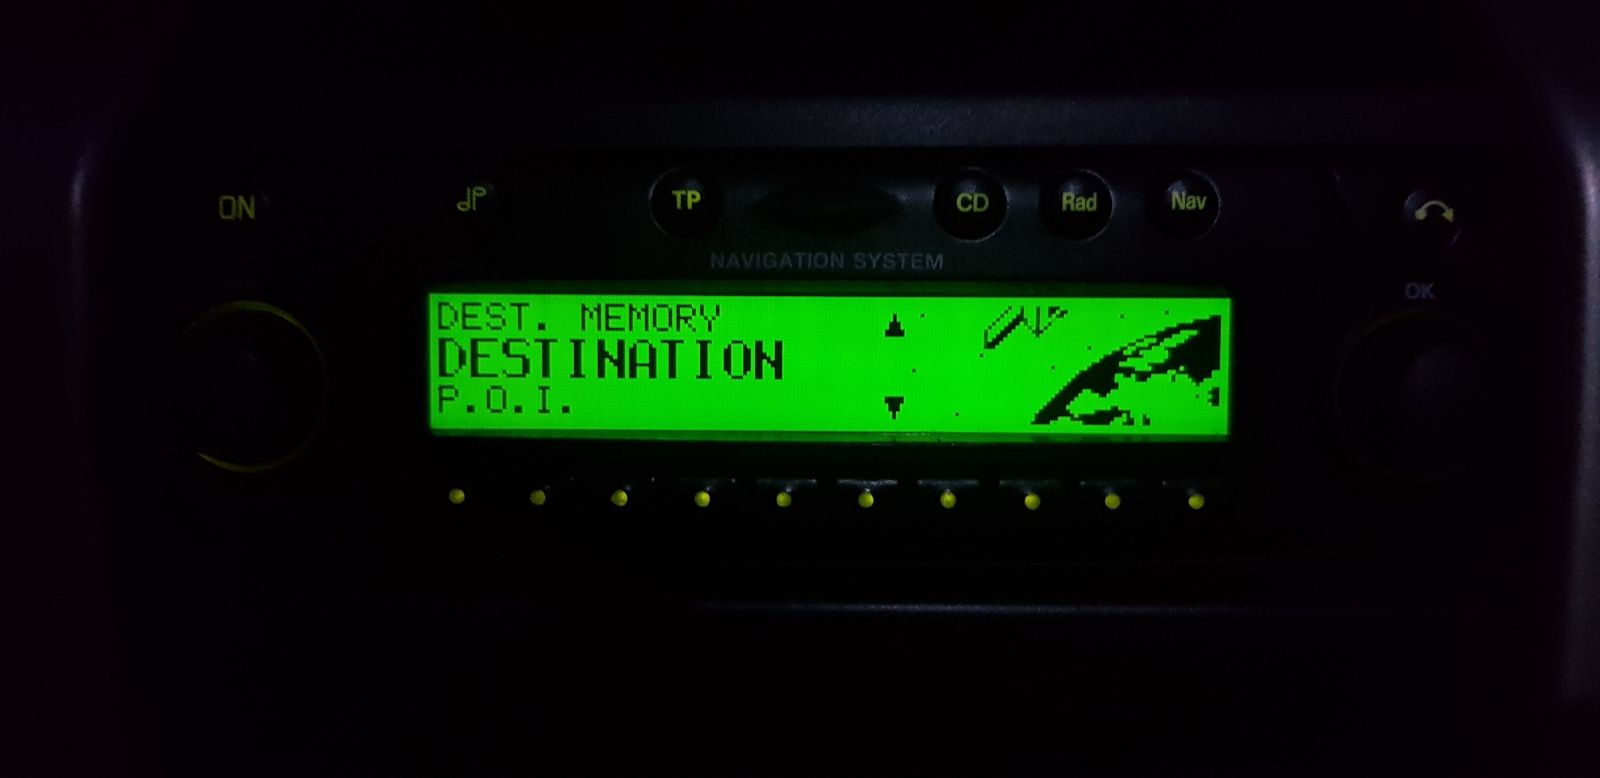 ON
TP
CD
Rad
Nav
NAVIGATION SYSTEM
OK
DEST. MEMORY
DESTINATION
P.O.I.